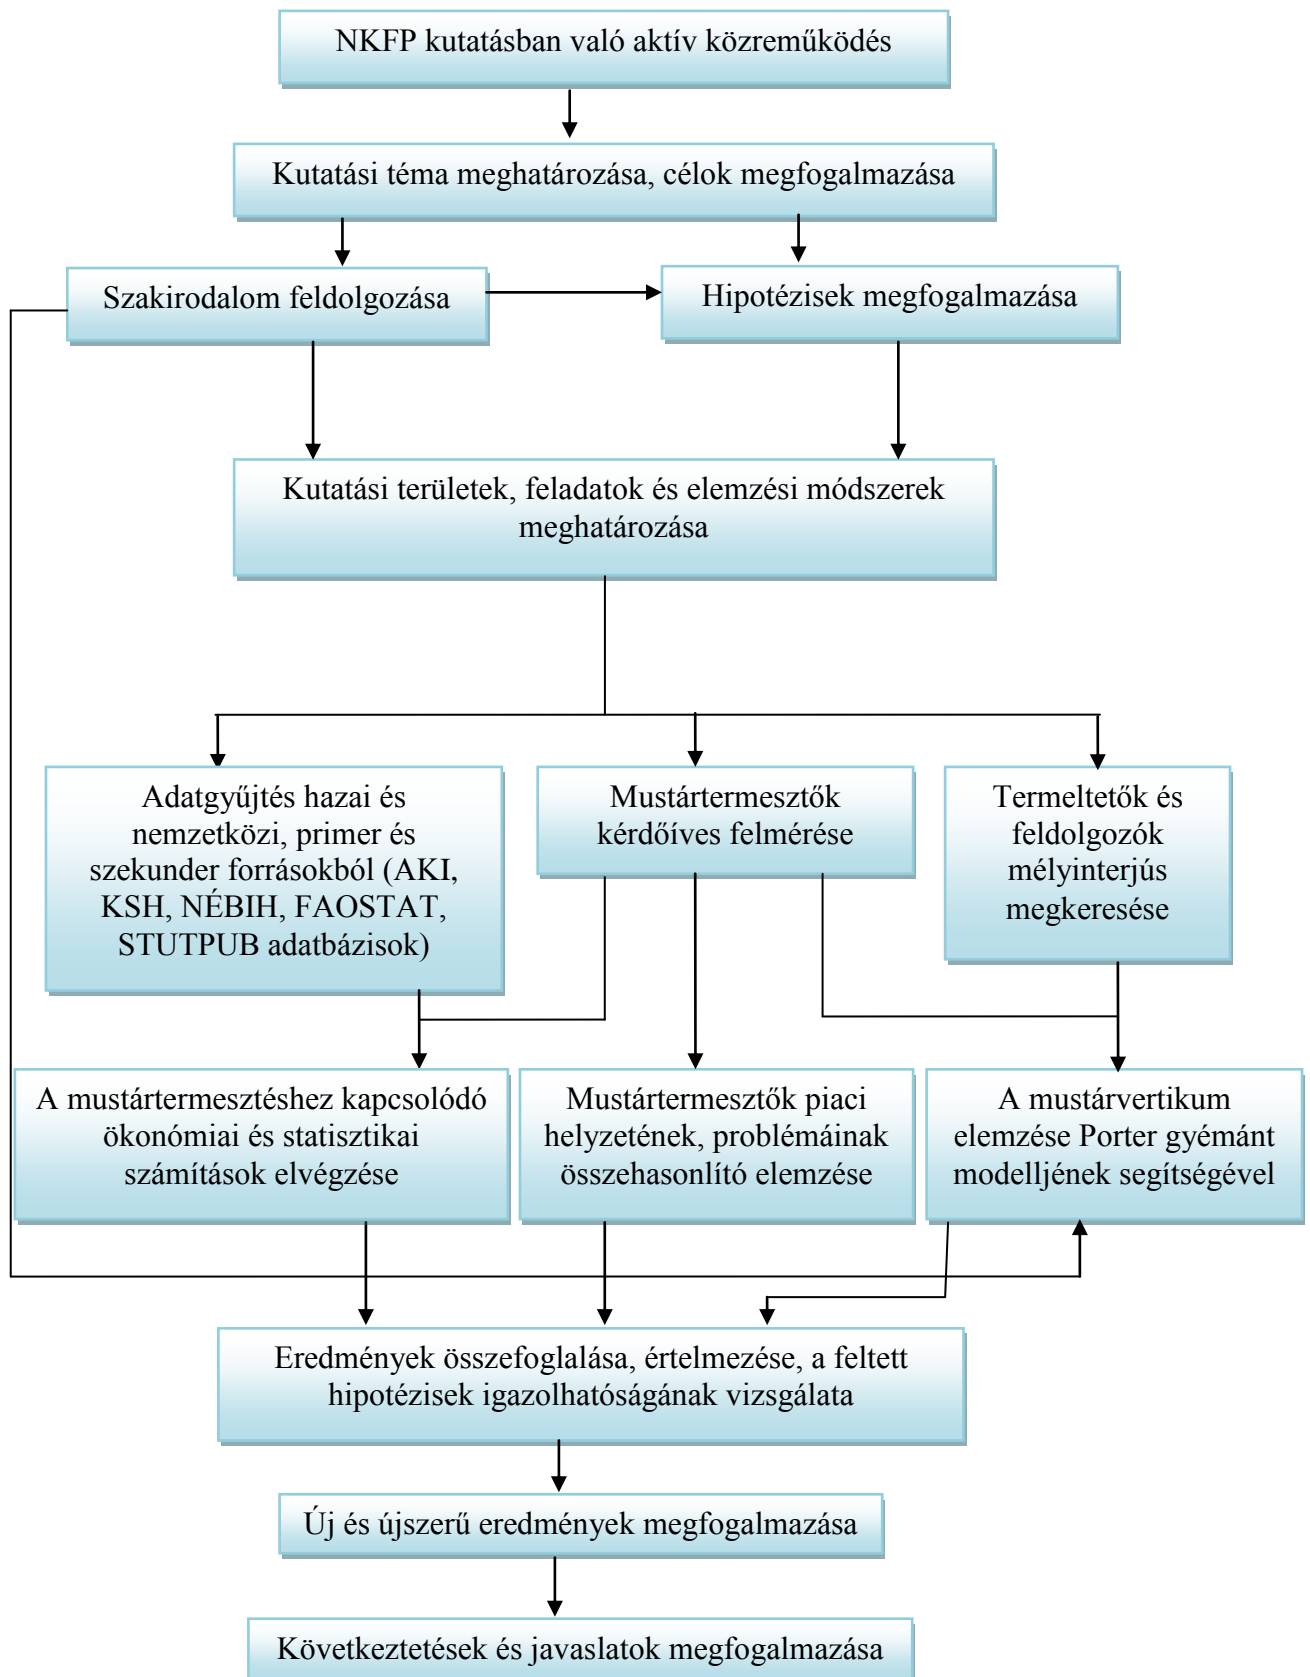 NKFP kutatásban való aktív közreműködés
Kutatási téma meghatározása, célok megfogalmazása
Szakirodalom feldolgozása
Hipotézisek megfogalmazása
Kutatási területek, feladatok és elemzési módszerek
meghatározása
Adatgyűjtés hazai és
nemzetközi, primer és
szekunder forrásokból (AKI,
KSH, NÉBIH, FAOSTAT,
STUTPUB adatbázisok)
Mustártermesztők
kérdőíves felmérése
Termeltetők és
feldolgozók
mélyinterjús
megkeresése
A mustártermesztéshez kapcsolódó
ökonómiai és statisztikai
számítások elvégzése
Mustártermesztők piaci
helyzetének, problémáinak
összehasonlító elemzése
A mustárvertikum
elemzése Porter gyémánt
modelljének segítségével
Eredmények összefoglalása, értelmezése, a feltett
hipotézisek igazolhatóságának vizsgálata
Új és újszerű eredmények megfogalmazása
Következtetések és javaslatok megfogalmazása